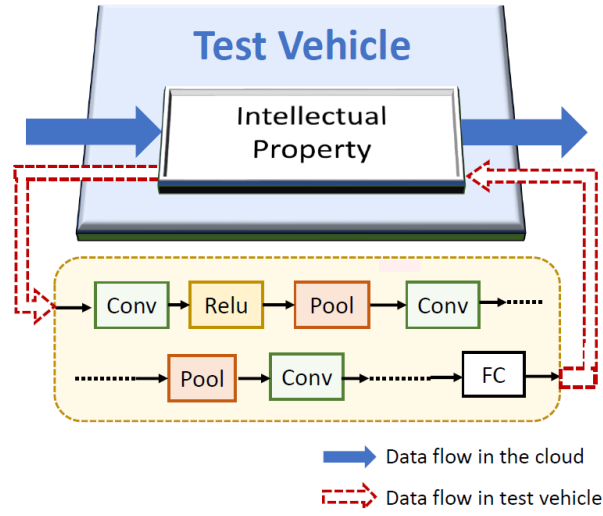 Test Vehicle
Intellectual
Property
Conv Relu Pool Conv
Pool Conv FC
Data flow in the cloud
Data flow in test vehicle